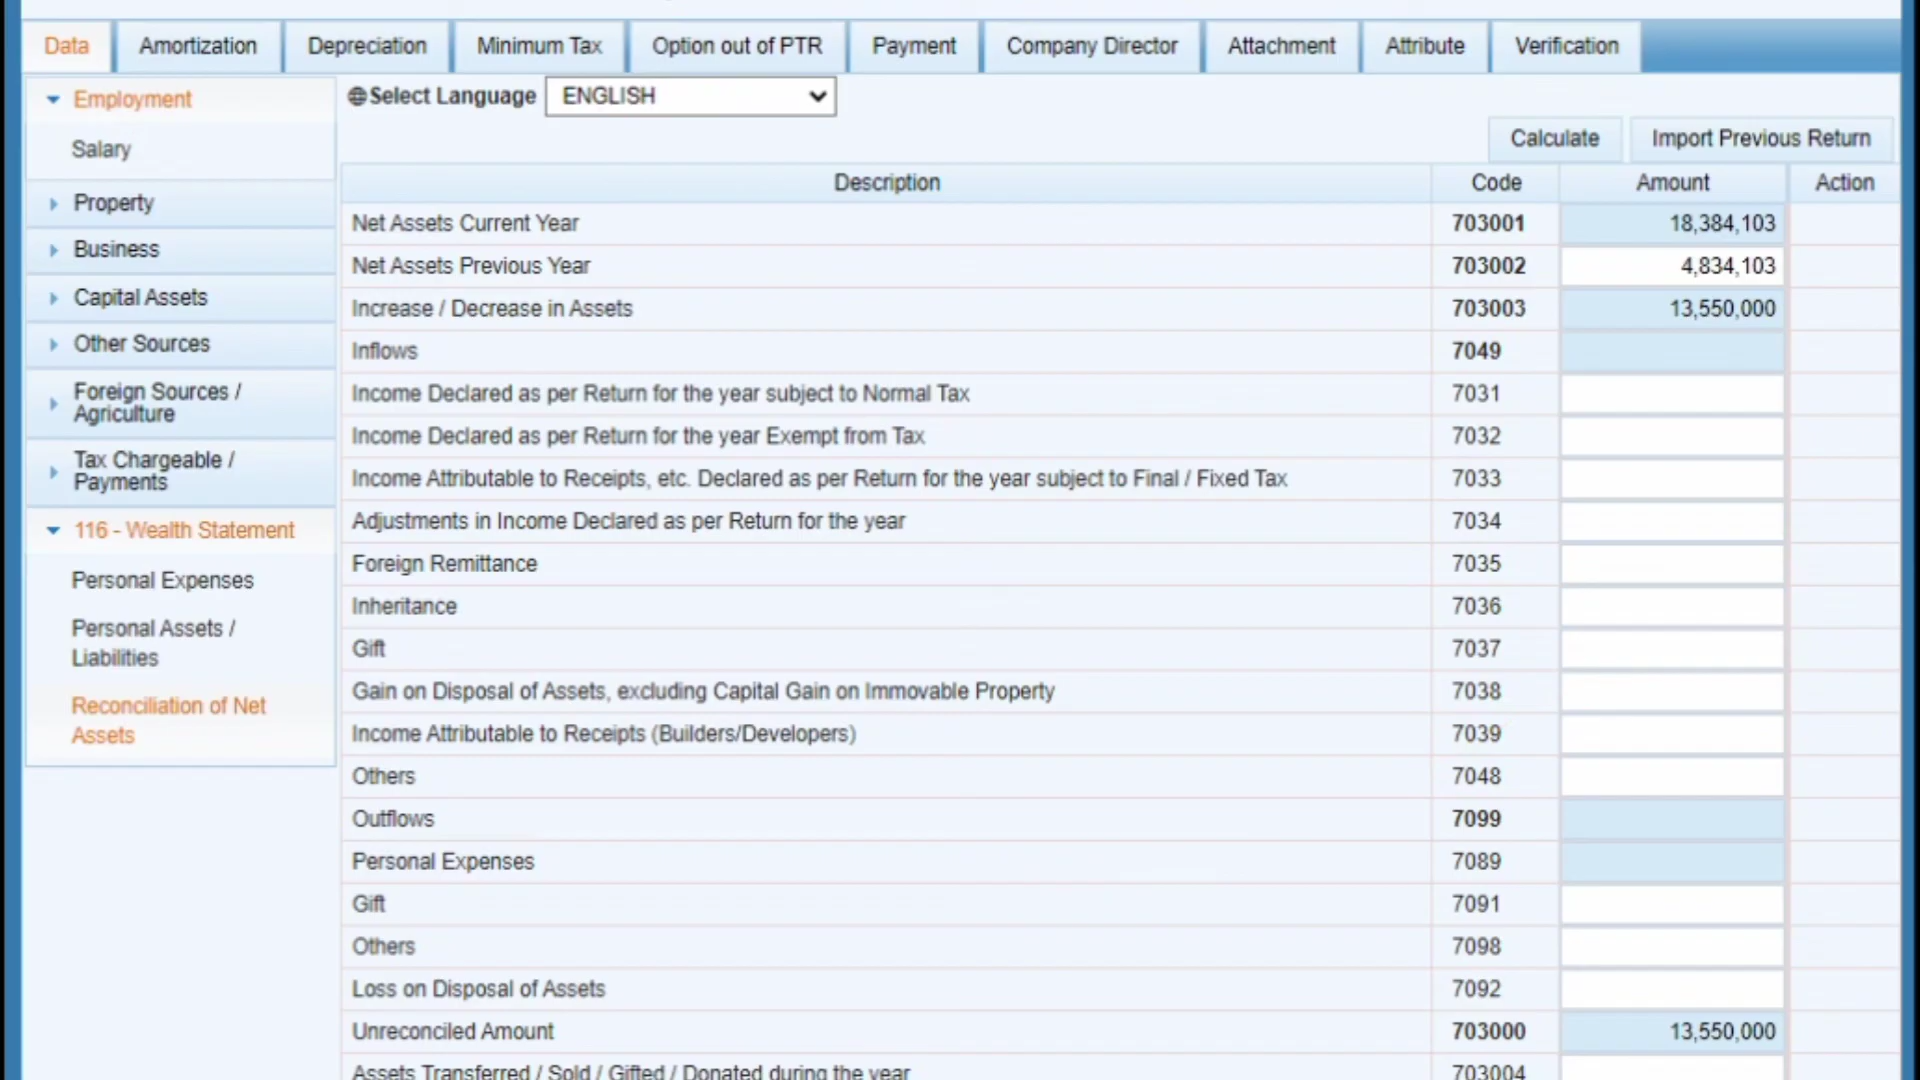 Data Amortization Depreciation Minimum Tax Option out of PTR Payment Company Director Attachment Attribute Verification
Employment
Salary
Property
Business
Capital Assets
Other Sources
Foreign Sources /
Agriculture
Tax Chargeable /
Payments
116 - Wealth Statement
Personal Expenses
Personal Assets /
Liabilities
Reconciliation of Net
Assets
Select Language ENGLISH
Calculate Import Previous Return
Description Code Amount Action
Net Assets Current Year 703001 18,384,103
Net Assets Previous Year 703002 4,834,103
Increase / Decrease in Assets 703003 13,550,000
Inflows 7049
Income Declared as per Return for the year subject to Normal Tax 7031
Income Declared as per Return for the year Exempt from Tax 7032
Income Attributable to Receipts, etc. Declared as per Return for the year subject to Final / Fixed Tax 7033
Adjustments in Income Declared as per Return for the year 7034
Foreign Remittance 7035
Inheritance 7036
Gift 7037
Gain on Disposal of Assets, excluding Capital Gain on Immovable Property 7038
Income Attributable to Receipts (Builders/Developers) 7039
Others 7048
Outflows 7099
Personal Expenses 7089
Gift 7091
Others 7098
Loss on Disposal of Assets 7092
Unreconciled Amount 703000 13,550,000
Assets Transferred / Sold / Gifted / Donated during the year 703004